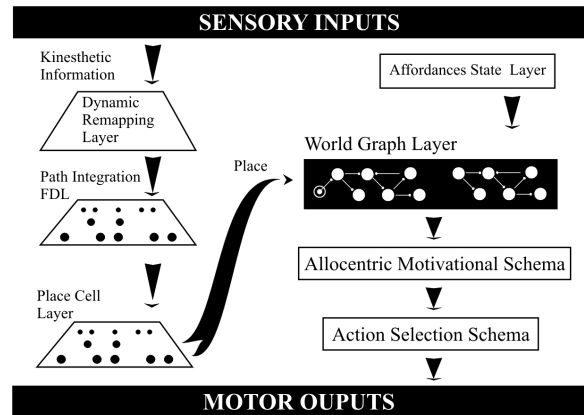 SENSORY INPUTS
Kinesthetic
Information
Dynamic
Remapping
Layer
Path Integration
FDL
Place Cell
Layer
Place
Affordances State Layer
World Graph Layer
Allocentric Motivational Schema
Action Selection Schema
MOTOR OUPUTS